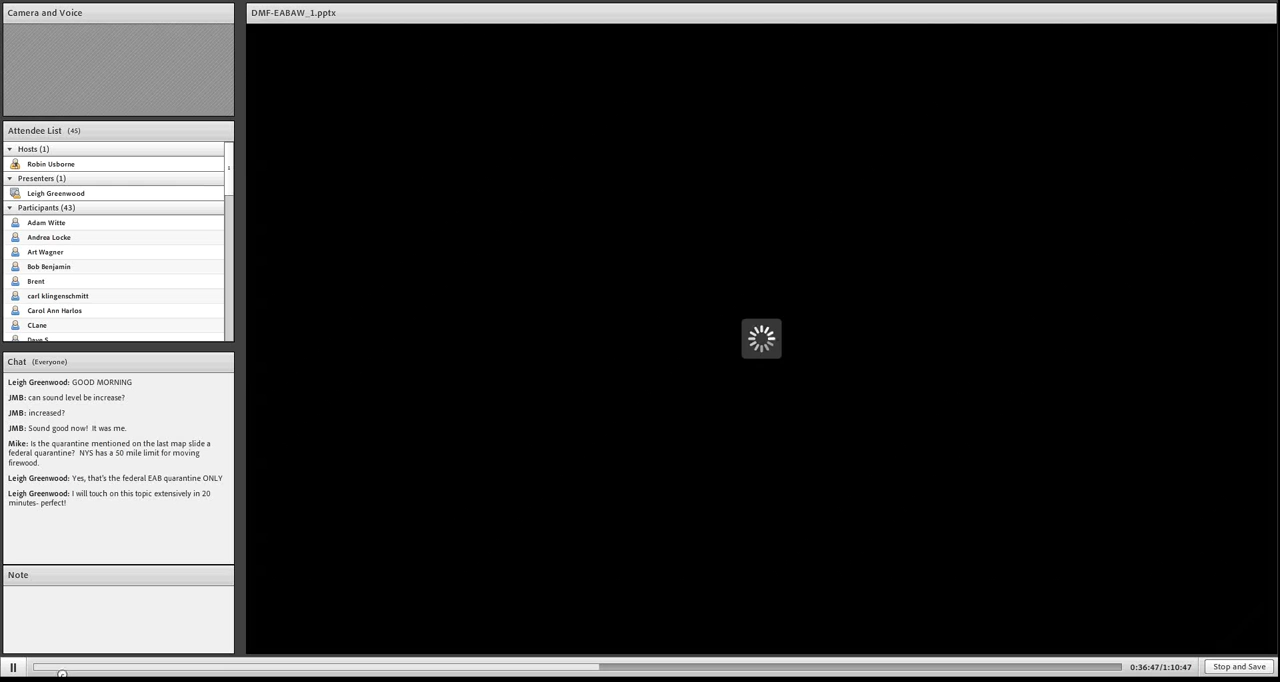 Camera and Voice
DMF-EABAW_1.pptx
Attendee List (45)
Hosts (1)
Robin Usborne
Presenters (1)
Leigh Greenwood
Participants (43)
Adam Witte
Andrea Locke
Art Wagner
Bob Benjamin
Brent
carl klingenschmitt
Carol Ann Harlos
CLane
Dave S
Chat (Everyone)
Leigh Greenwood: GOOD MORNING
JMB: can sound level be increase?
JMB: increased?
JMB: Sound good now! It was me.
Mike: Is the quarantine mentioned on the last map slide a
federal quarantine? NYS has a 50 mile limit for moving
firewood.
Leigh Greenwood: Yes, that's the federal EAB quarantine ONLY
Leigh Greenwood: I will touch on this topic extensively in 20
minutes- perfect!
Note
0:36:47/1:10:47
Stop and Save